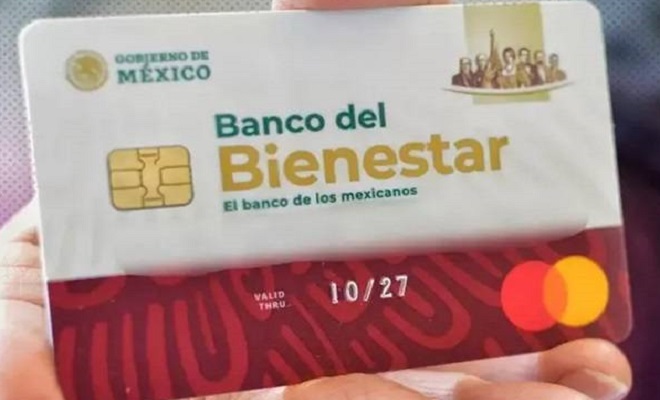 GOBIERNO DE
MÉXICO
Banco del
Bienestar
El banco de los mexicanos
VALID
THRU
10/27